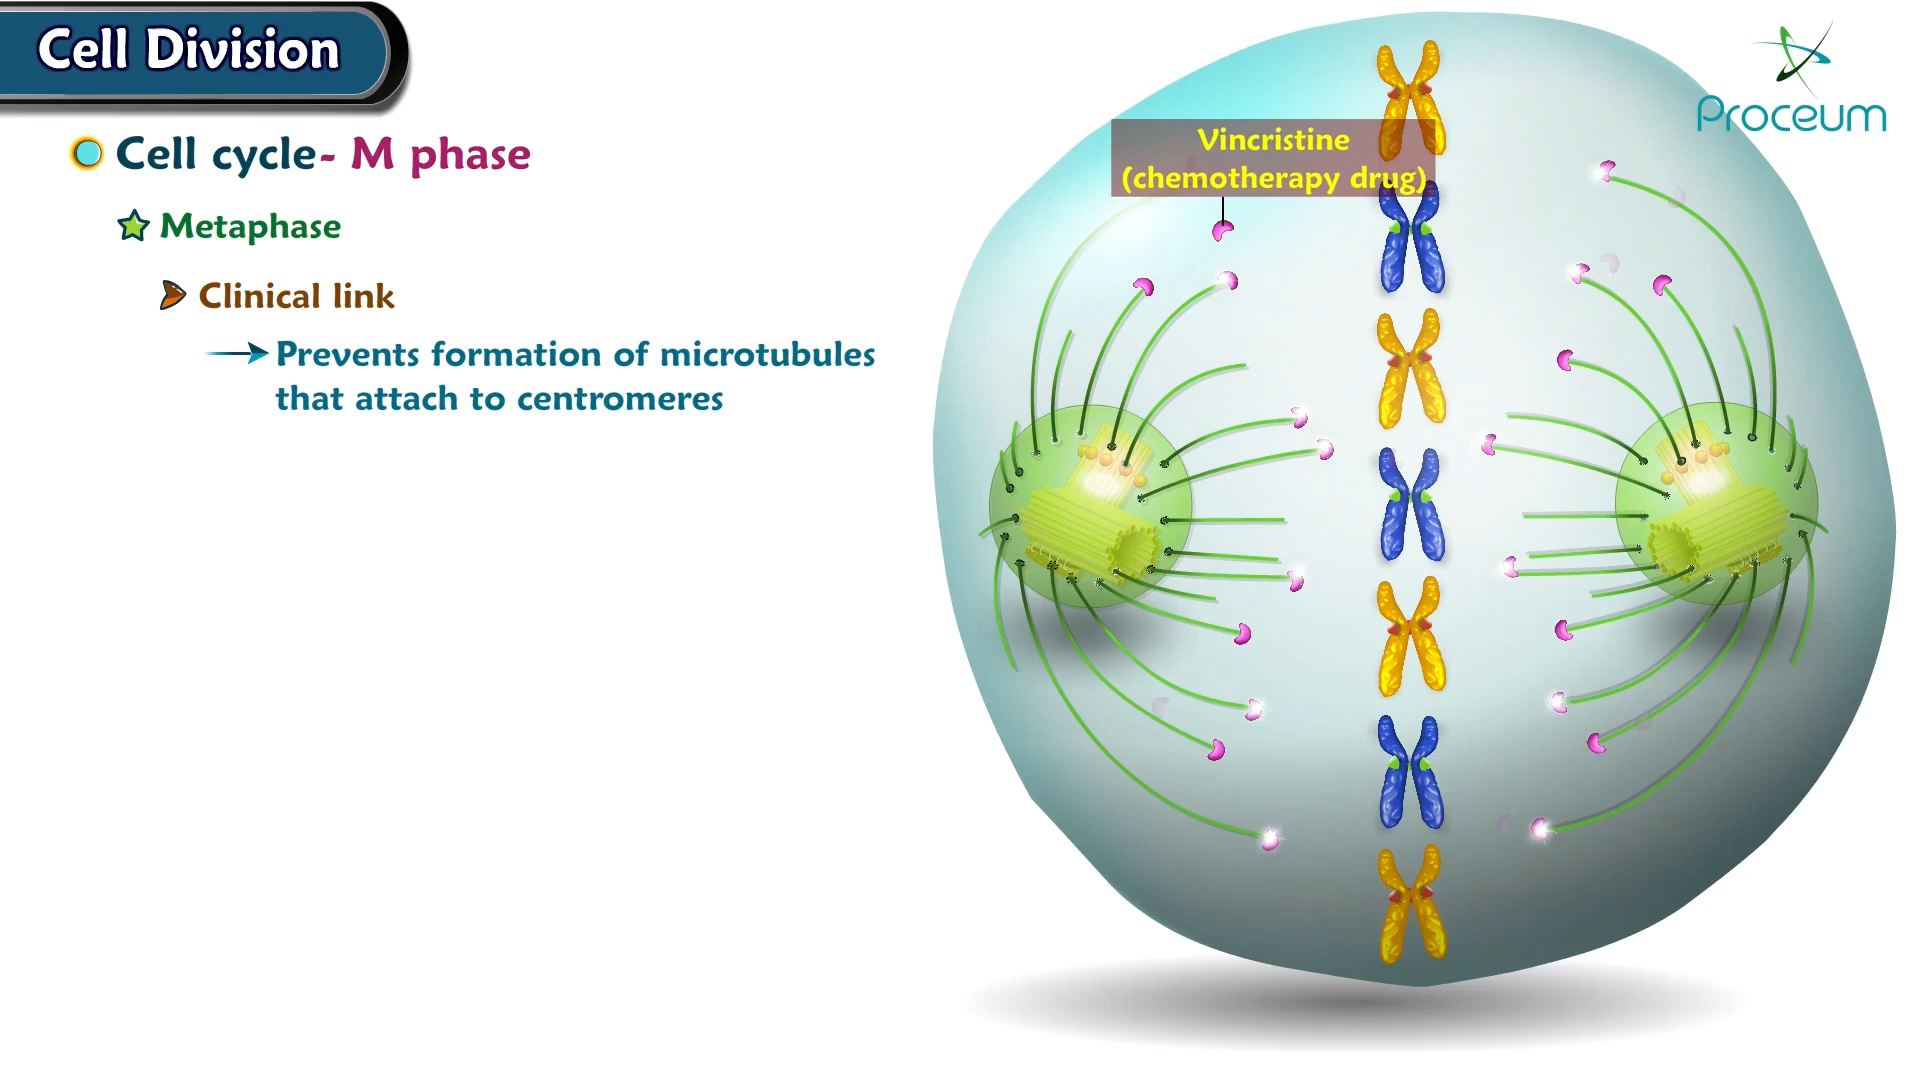 Cell Division
Cell cycle- M phase
Metaphase
Clinical link
Prevents formation of microtubules
that attach to centromeres
Vincristine
(chemotherapy drug)
Proceum